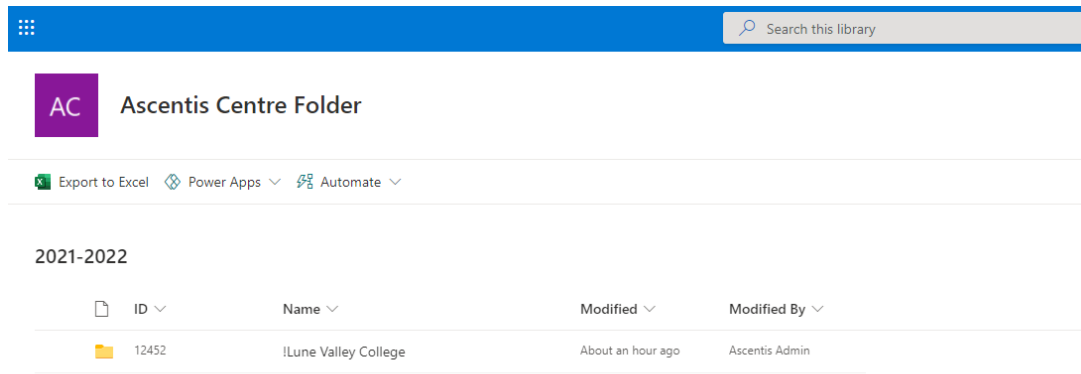 Search this library
AC Ascentis Centre Folder
Export to Excel Power Apps Automate
2021-2022
ID Name Modified Modified By
12452 !Lune Valley College About an hour ago Ascentis Admin